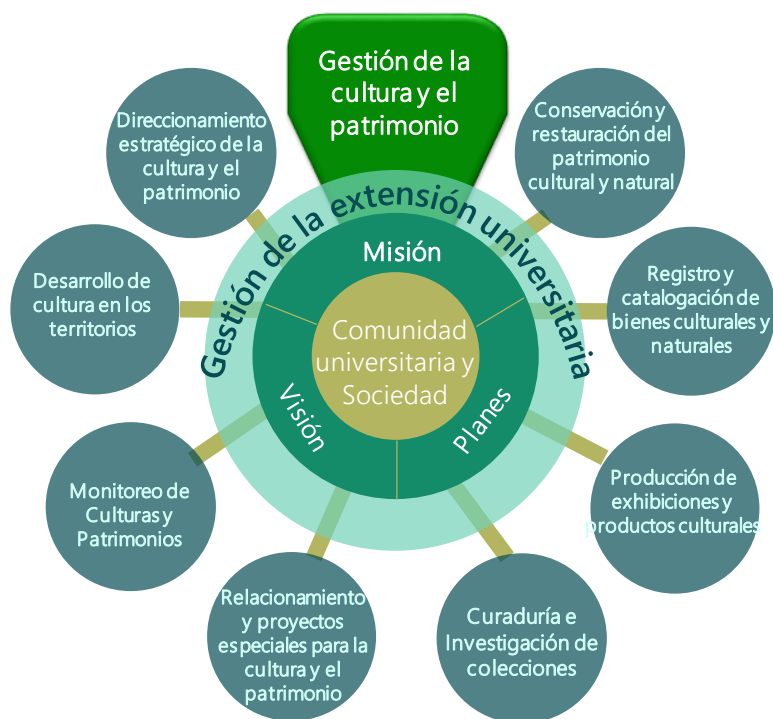 Gestión de la
cultura y el
patrimonio
Conservación y
restauración del
patrimonio
cultural y natural
Registro y
catalogación de
bienes culturales y
naturales
Producción de
exhibiciones y
productos culturales
Curaduría e
Investigación de
colecciones
Relacionamiento
y proyectos
especiales para la
cultura y el
patrimonio
Monitoreo de
Culturas y
Patrimonios
Desarrollo de
cultura en los
territorios
Direccionamiento
estratégico de la
cultura y el
patrimonio
Gestión de la extensión universitaria
Misión
Planes
Visión
Comunidad
universitaria y
Sociedad